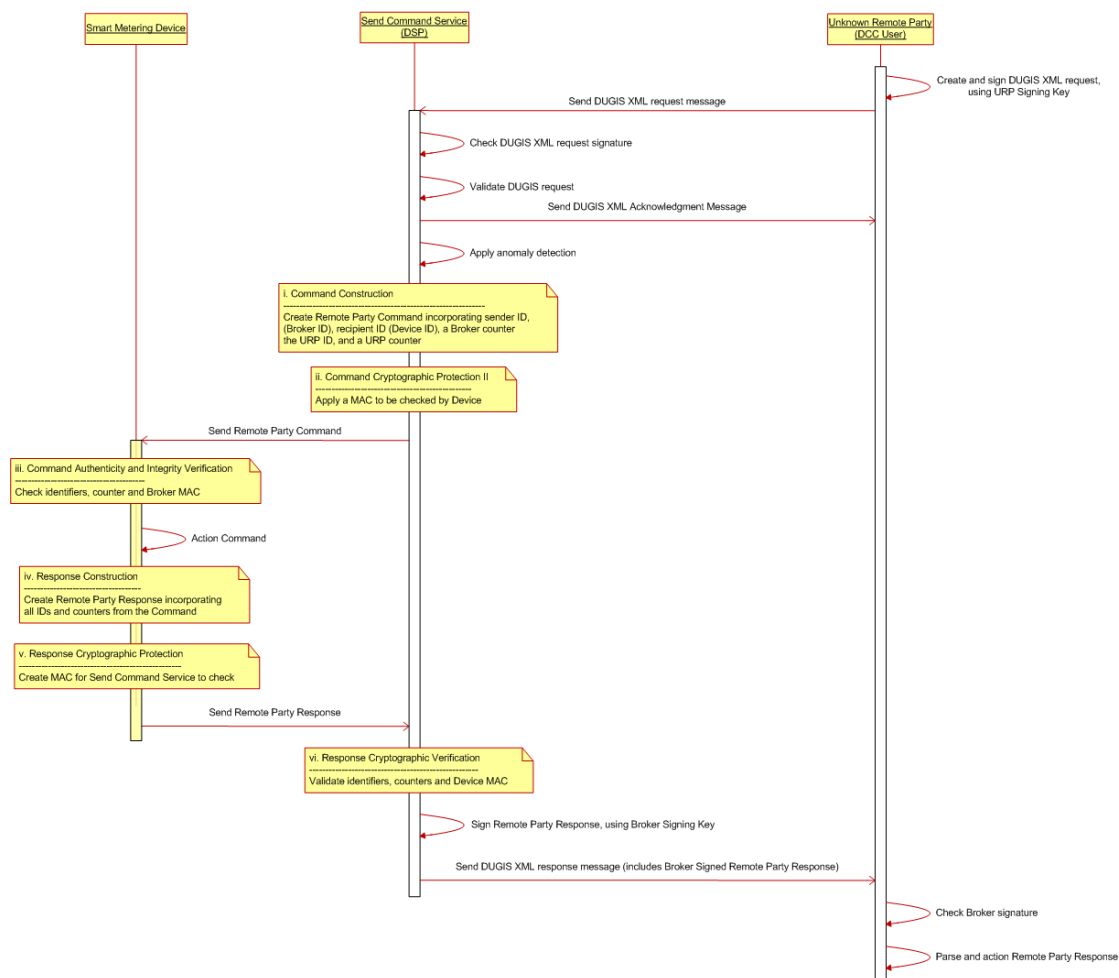 Smart Metering Device
Send Command Service
(DSP)
Unknown Remote Party
(DCC User)
Create and sign DUGIS XML request,
using URP Signing Key
Send DUGIS XML request message
Check DUGIS XML request signature
Validate DUGIS request
Send DUGIS XML Acknowledgment Message
Apply anomaly detection
i. Command Construction
Create Remote Party Command incorporating sender ID,
(Broker ID), recipient ID (Device ID), a Broker counter
the URP ID, and a URP counter
ii. Command Cryptographic Protection II
Apply a MAC to be checked by Device
Send Remote Party Command
iii. Command Authenticity and Integrity Verification
Check identifiers, counter and Broker MAC
Action Command
iv. Response Construction
Create Remote Party Response incorporating
all IDs and counters from the Command
v. Response Cryptographic Protection
Create MAC for Send Command Service to check
Send Remote Party Response
vi. Response Cryptographic Verification
Validate identifiers, counters and Device MAC
Sign Remote Party Response, using Broker Signing Key
Send DUGIS XML response message (includes Broker Signed Remote Party Response)
Check Broker signature
Parse and action Remote Party Response